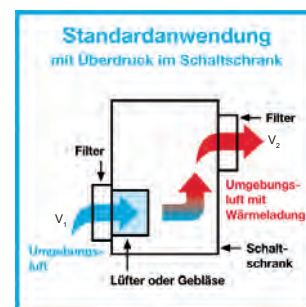 Standardanwendung
mit Überdruck im Schaltschrank
Filter
V2
Filter
Umgebungs-
luft mit
Wärmeladung
V1
Umgebungs-
luft
Schalt-
schrank
Lüfter oder Gebläse